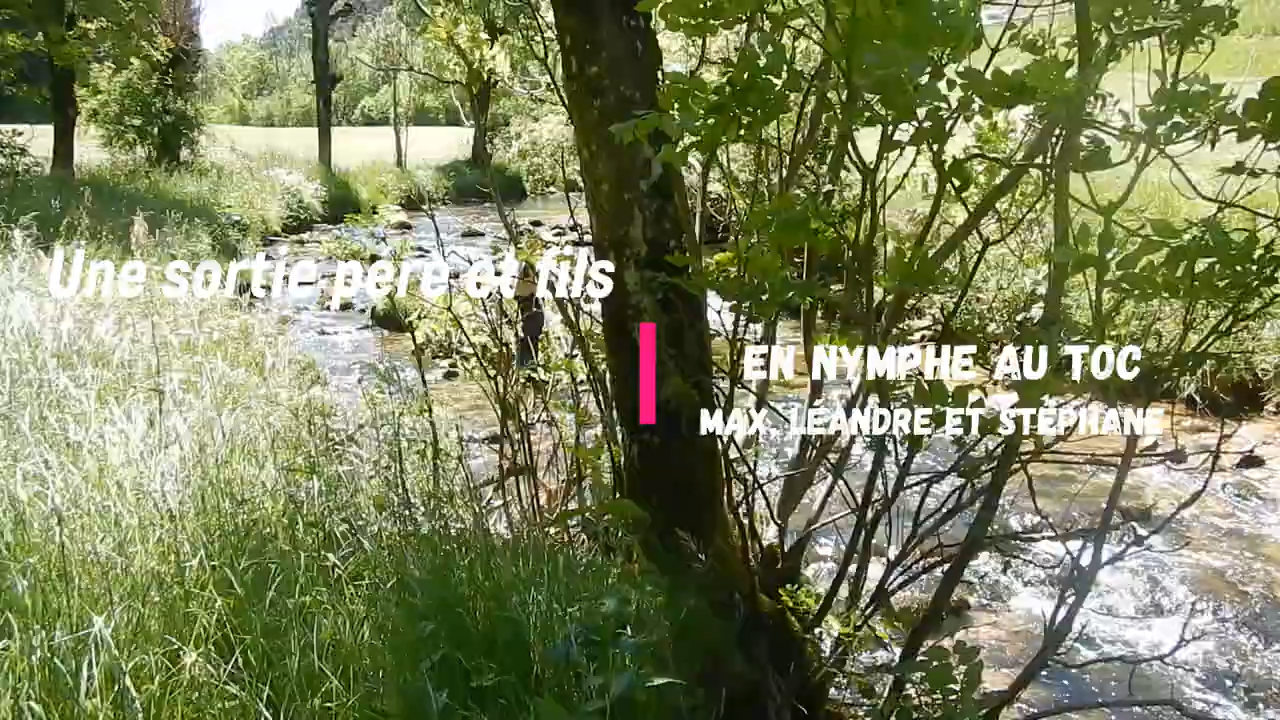 Une sortie père et fils
EN NYMPHE AU TOC
MAX, LÉANDRE ET STÉPHANE